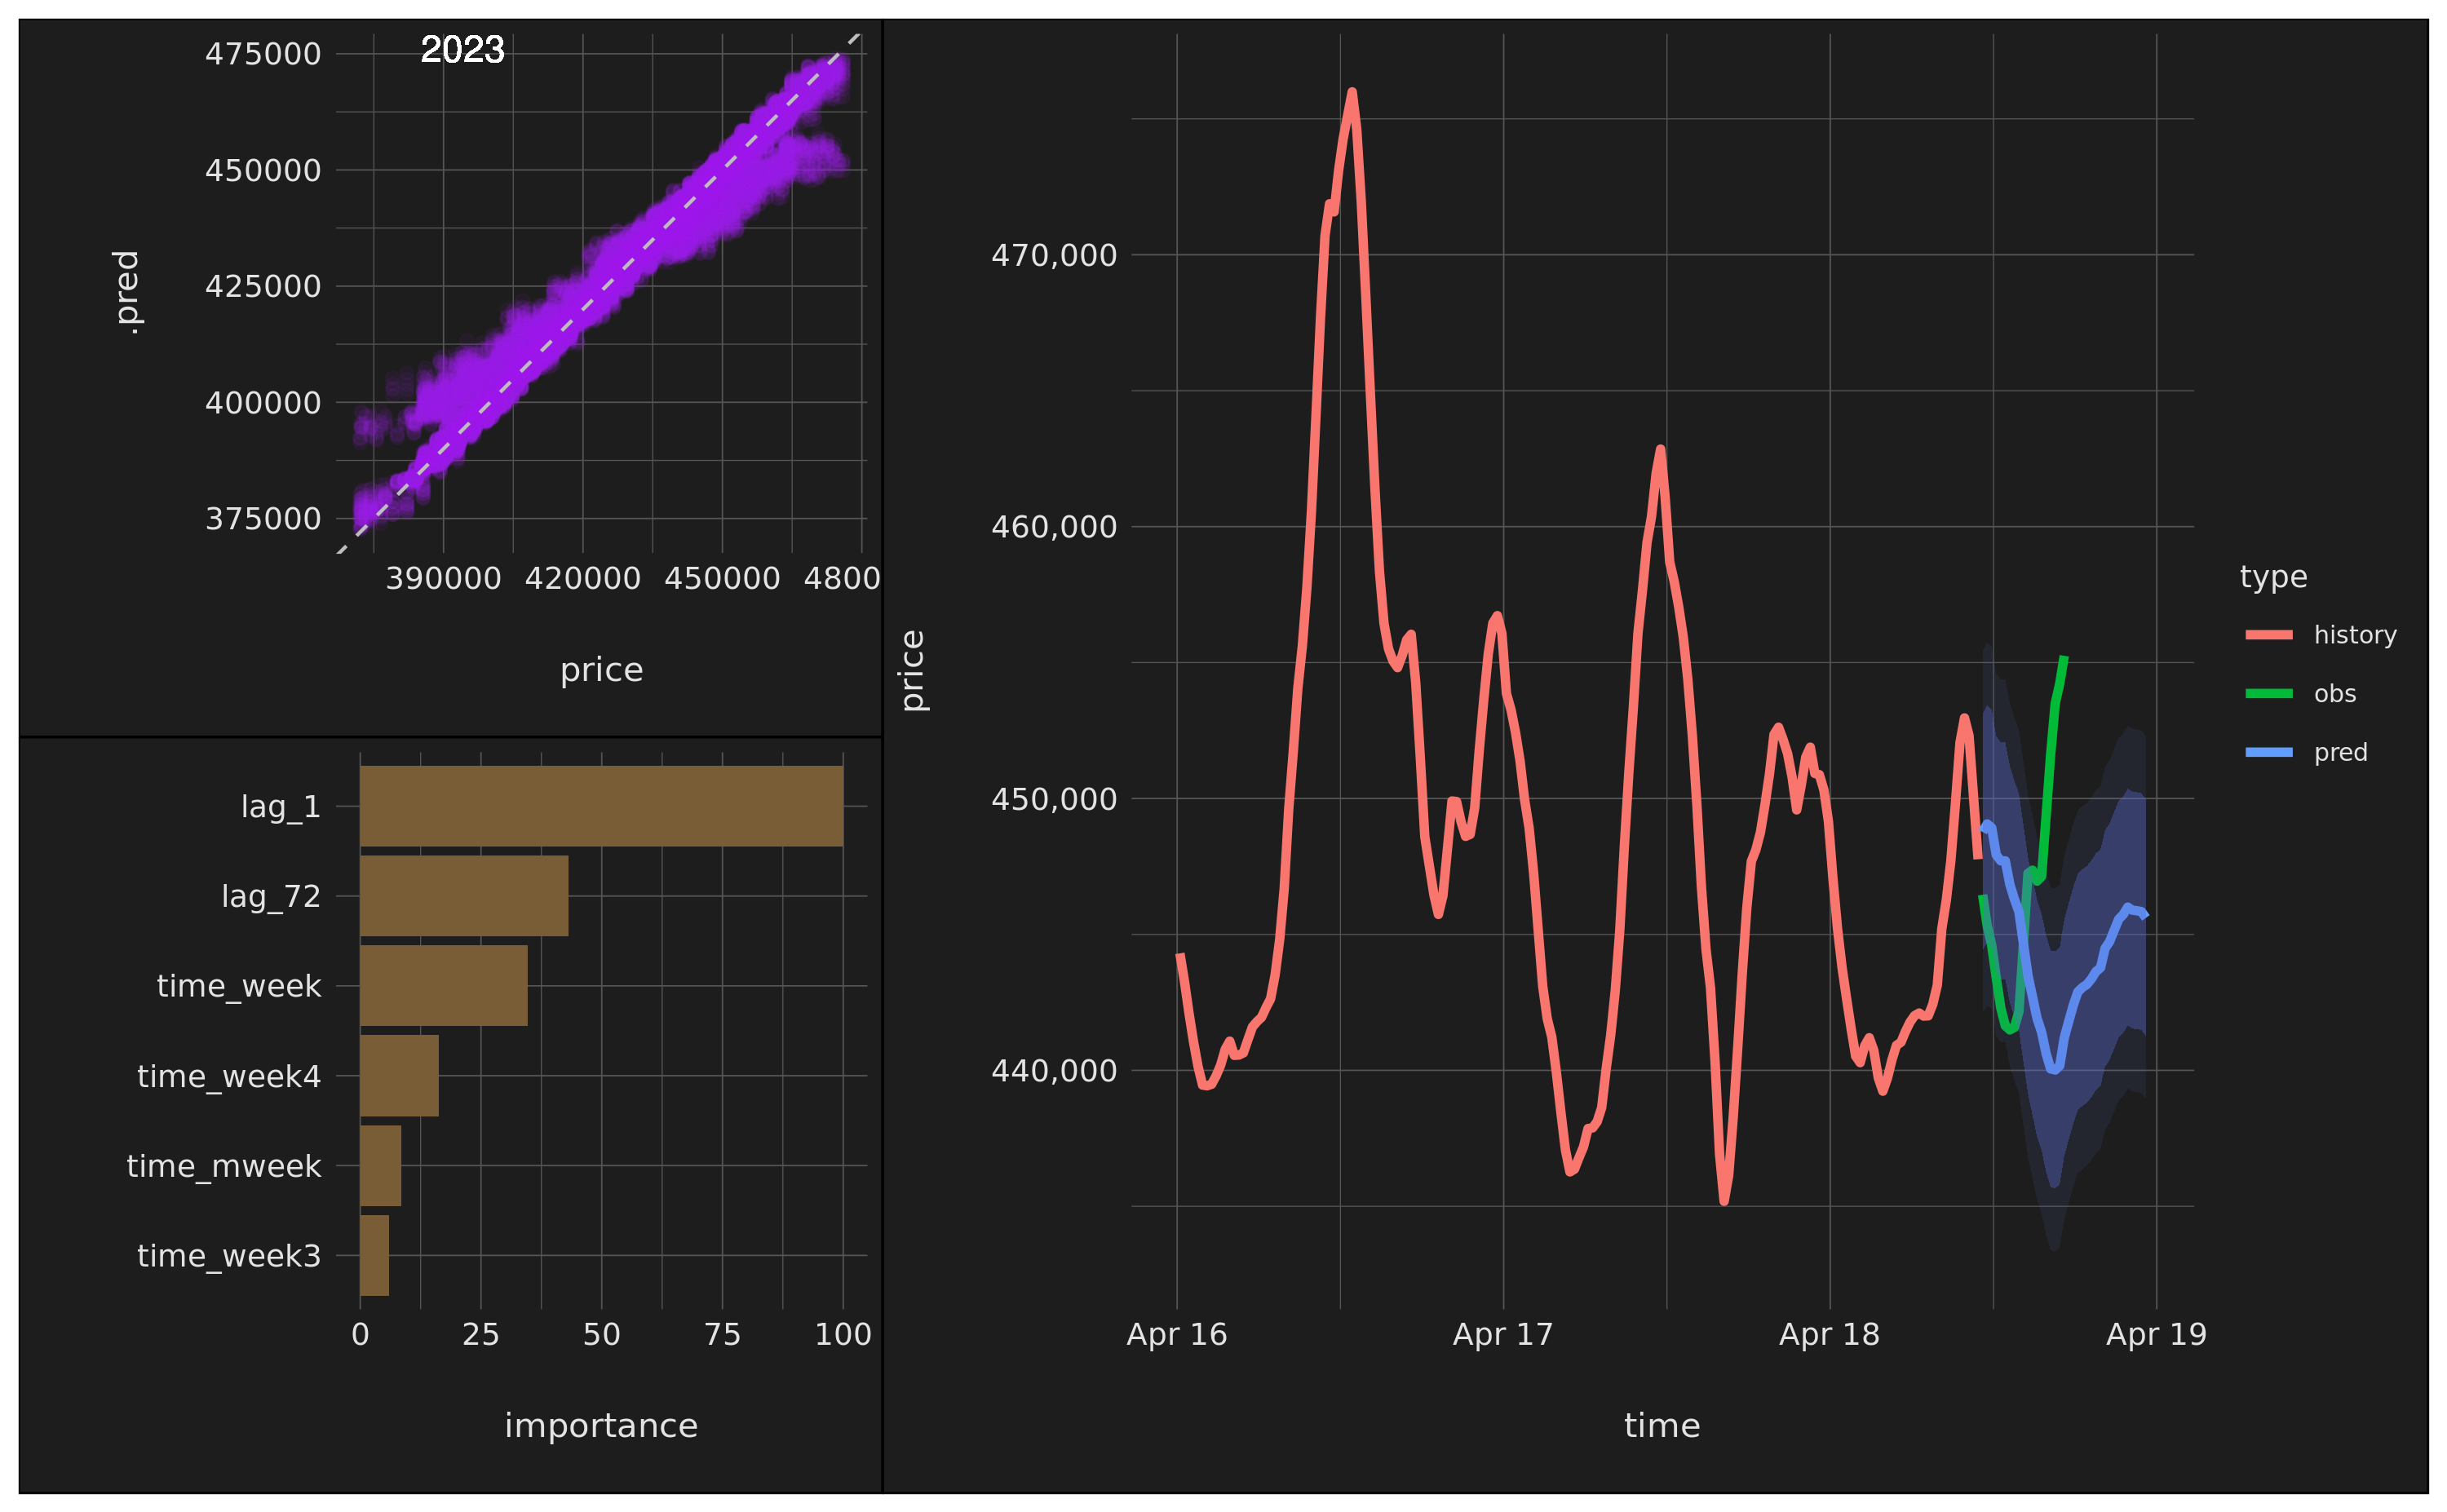 2023
475000
450000
425000
400000
375000
.pred
390000 420000 450000 4800
price
lag_1
lag_72
time_week
time_week4
time_mweek
time_week3
0 25 50 75 100
importance
470,000
460,000
450,000
440,000
price
Apr 16 Apr 17 Apr 18 Apr 19
time
type
history
obs
pred